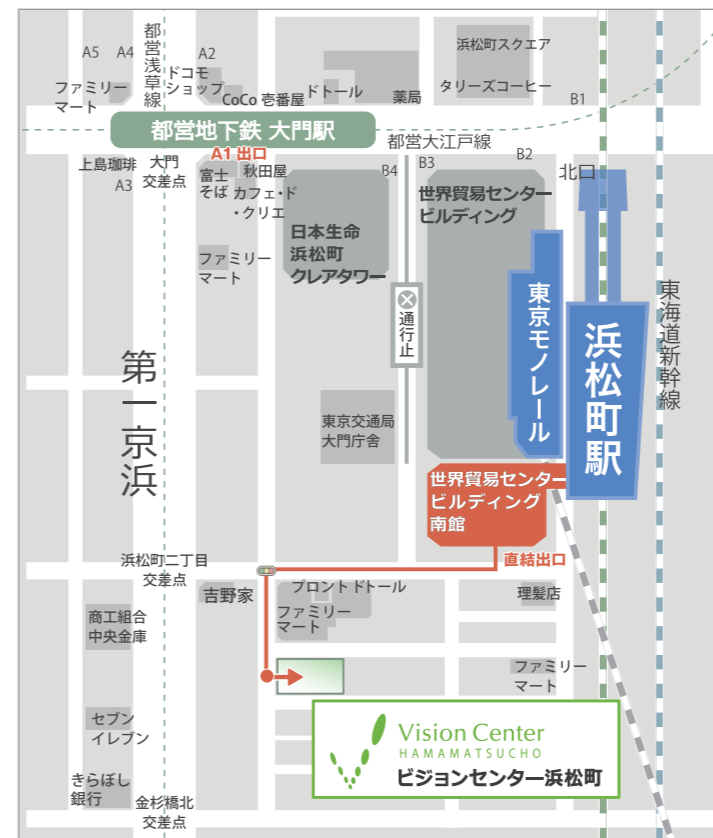 浜松町スクエア
A5
A4
都営浅草線
A2
ドコモ
ショップ
ファミリー
マート
CoCo 壱番屋
ドトール
薬局
タリーズコーヒー
B1
都営地下鉄 大門駅
都営大江戸線
A1 出口
上島珈琲
A3
大門
交差点
富士
そば
秋田屋
カフェ・ド
・クリエ
B4
B3
B2
北口
世界貿易センター
ビルディング
日本生命
浜松町
クレアタワー
ファミリー
マート
通行止
東京モノレール
浜松町駅
東海道新幹線
第一京浜
東京交通局
大門庁舎
世界貿易センター
ビルディング
南館
直結出口
浜松町二丁目
交差点
吉野家
プロントドトール
ファミリー
マート
理髪店
商工組合
中央金庫
ファミリー
マート
セブン
イレブン
Vision Center
HAMAMATSUCHO
ビジョンセンター浜松町
きらぼし
銀行
金杉橋北
交差点